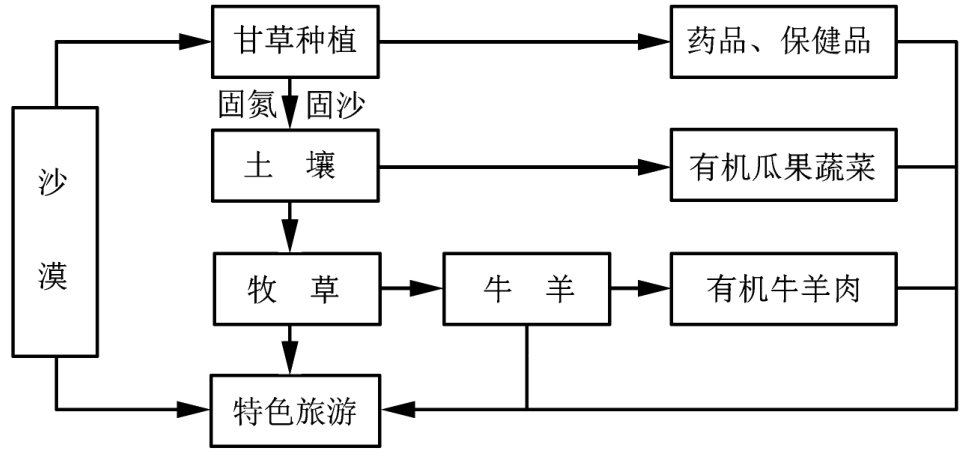 甘草种植
药品、保健品
固氮
固沙
沙漠
土壤
有机瓜果蔬菜
牧草
牛羊
有机牛羊肉
特色旅游